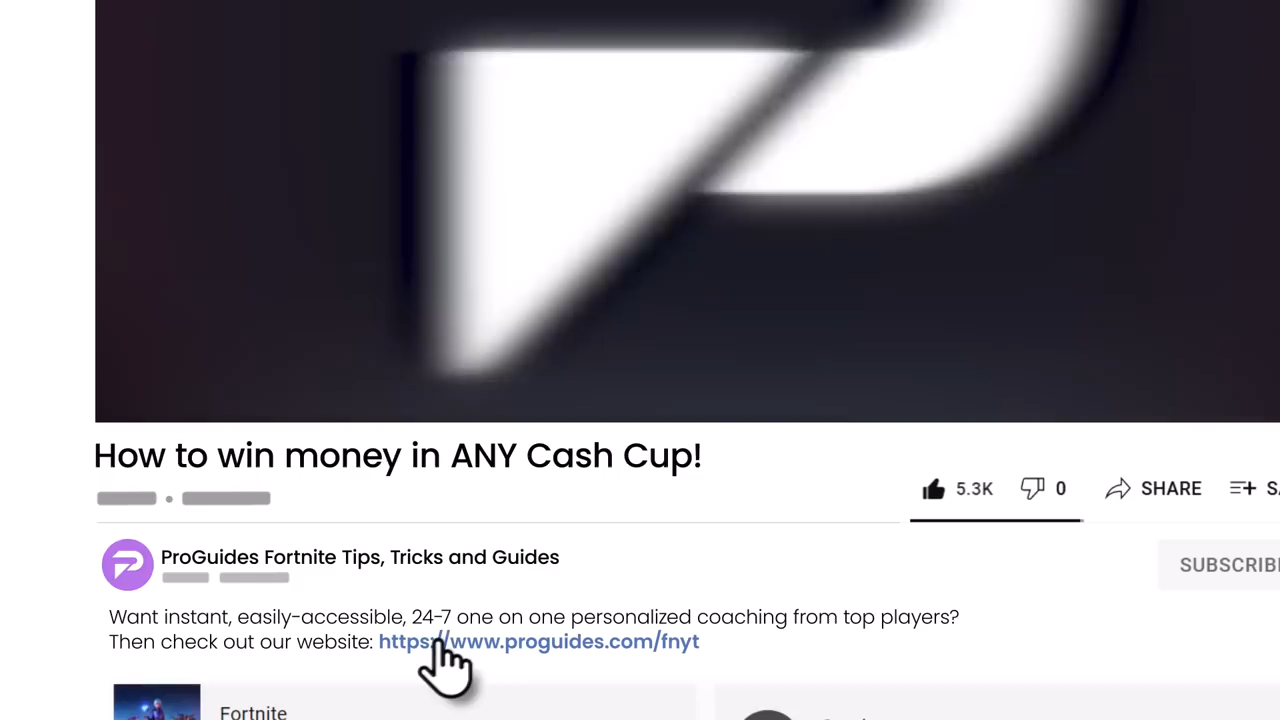 How to win money in ANY Cash Cup!
5.3K 0 SHARE
SUBSCRIBE
ProGuides Fortnite Tips, Tricks and Guides
Want instant, easily-accessible, 24-7 one on one personalized coaching from top players?
Then check out our website: https://www.proguides.com/fnyt
Fortnite